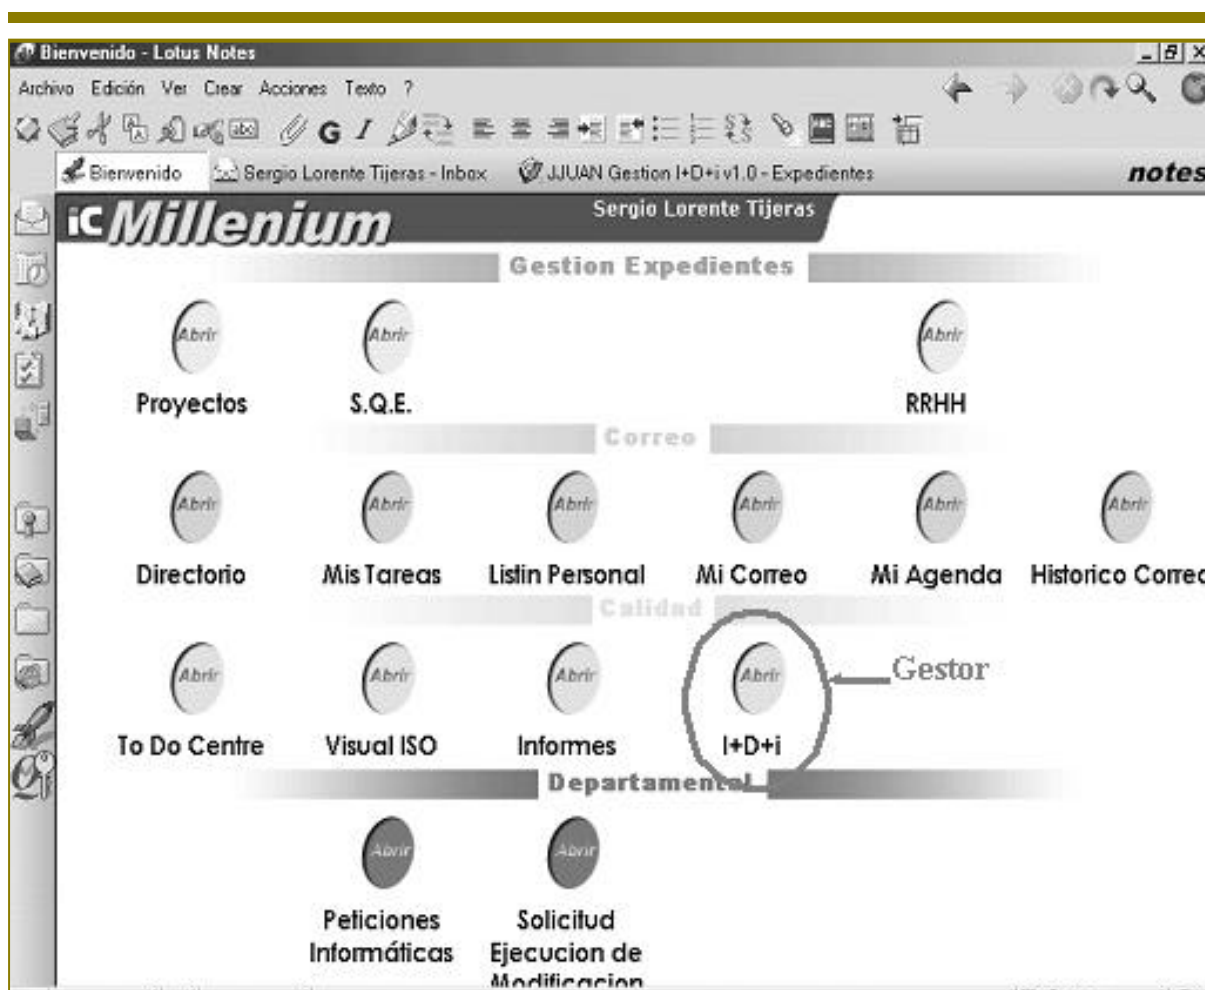 Bienvenido - Lotus Notes
Archivo Edición Ver Crear Acciones Texto ?
G I
Bienvenido Sergio Lorente Tijeras - Inbox JJUAN Gestion I+D+i v1.0 - Expedientes notes
iC Millenium Sergio Lorente Tijeras
Gestion Expedientes
Abrir Abrir Abrir
Proyectos S.Q.E. RRHH
Correo
Abrir Abrir Abrir Abrir Abrir Abrir
Directorio Mis Tareas Listin Personal Mi Correo Mi Agenda Historico Correo
Calidad
Abrir Abrir Abrir Abrir Gestor
To Do Centre Visual ISO Informes I+D+i
Departamental
Abrir Abrir
Peticiones Solicitud
Informáticas Ejecucion de
Modificacion